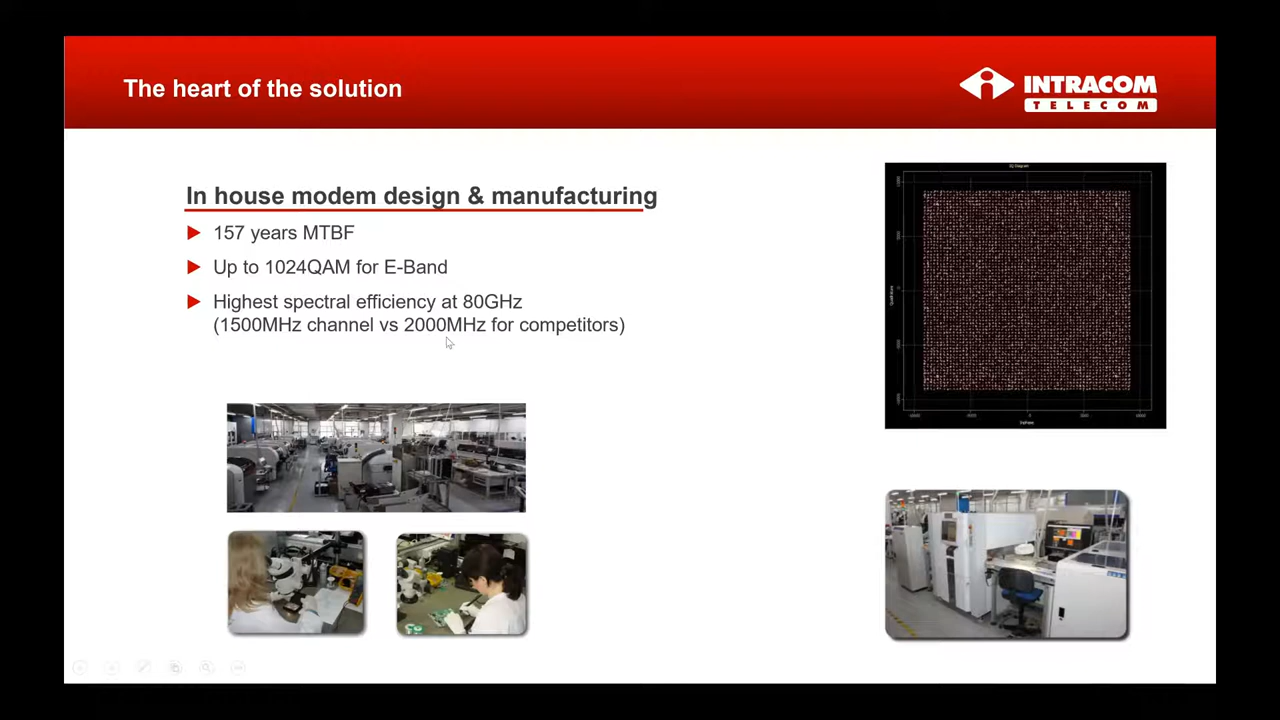 The heart of the solution
INTRACOM
TELECOM
In house modem design & manufacturing
157 years MTBF
Up to 1024QAM for E-Band
Highest spectral efficiency at 80GHz
(1500MHz channel vs 2000MHz for competitors)